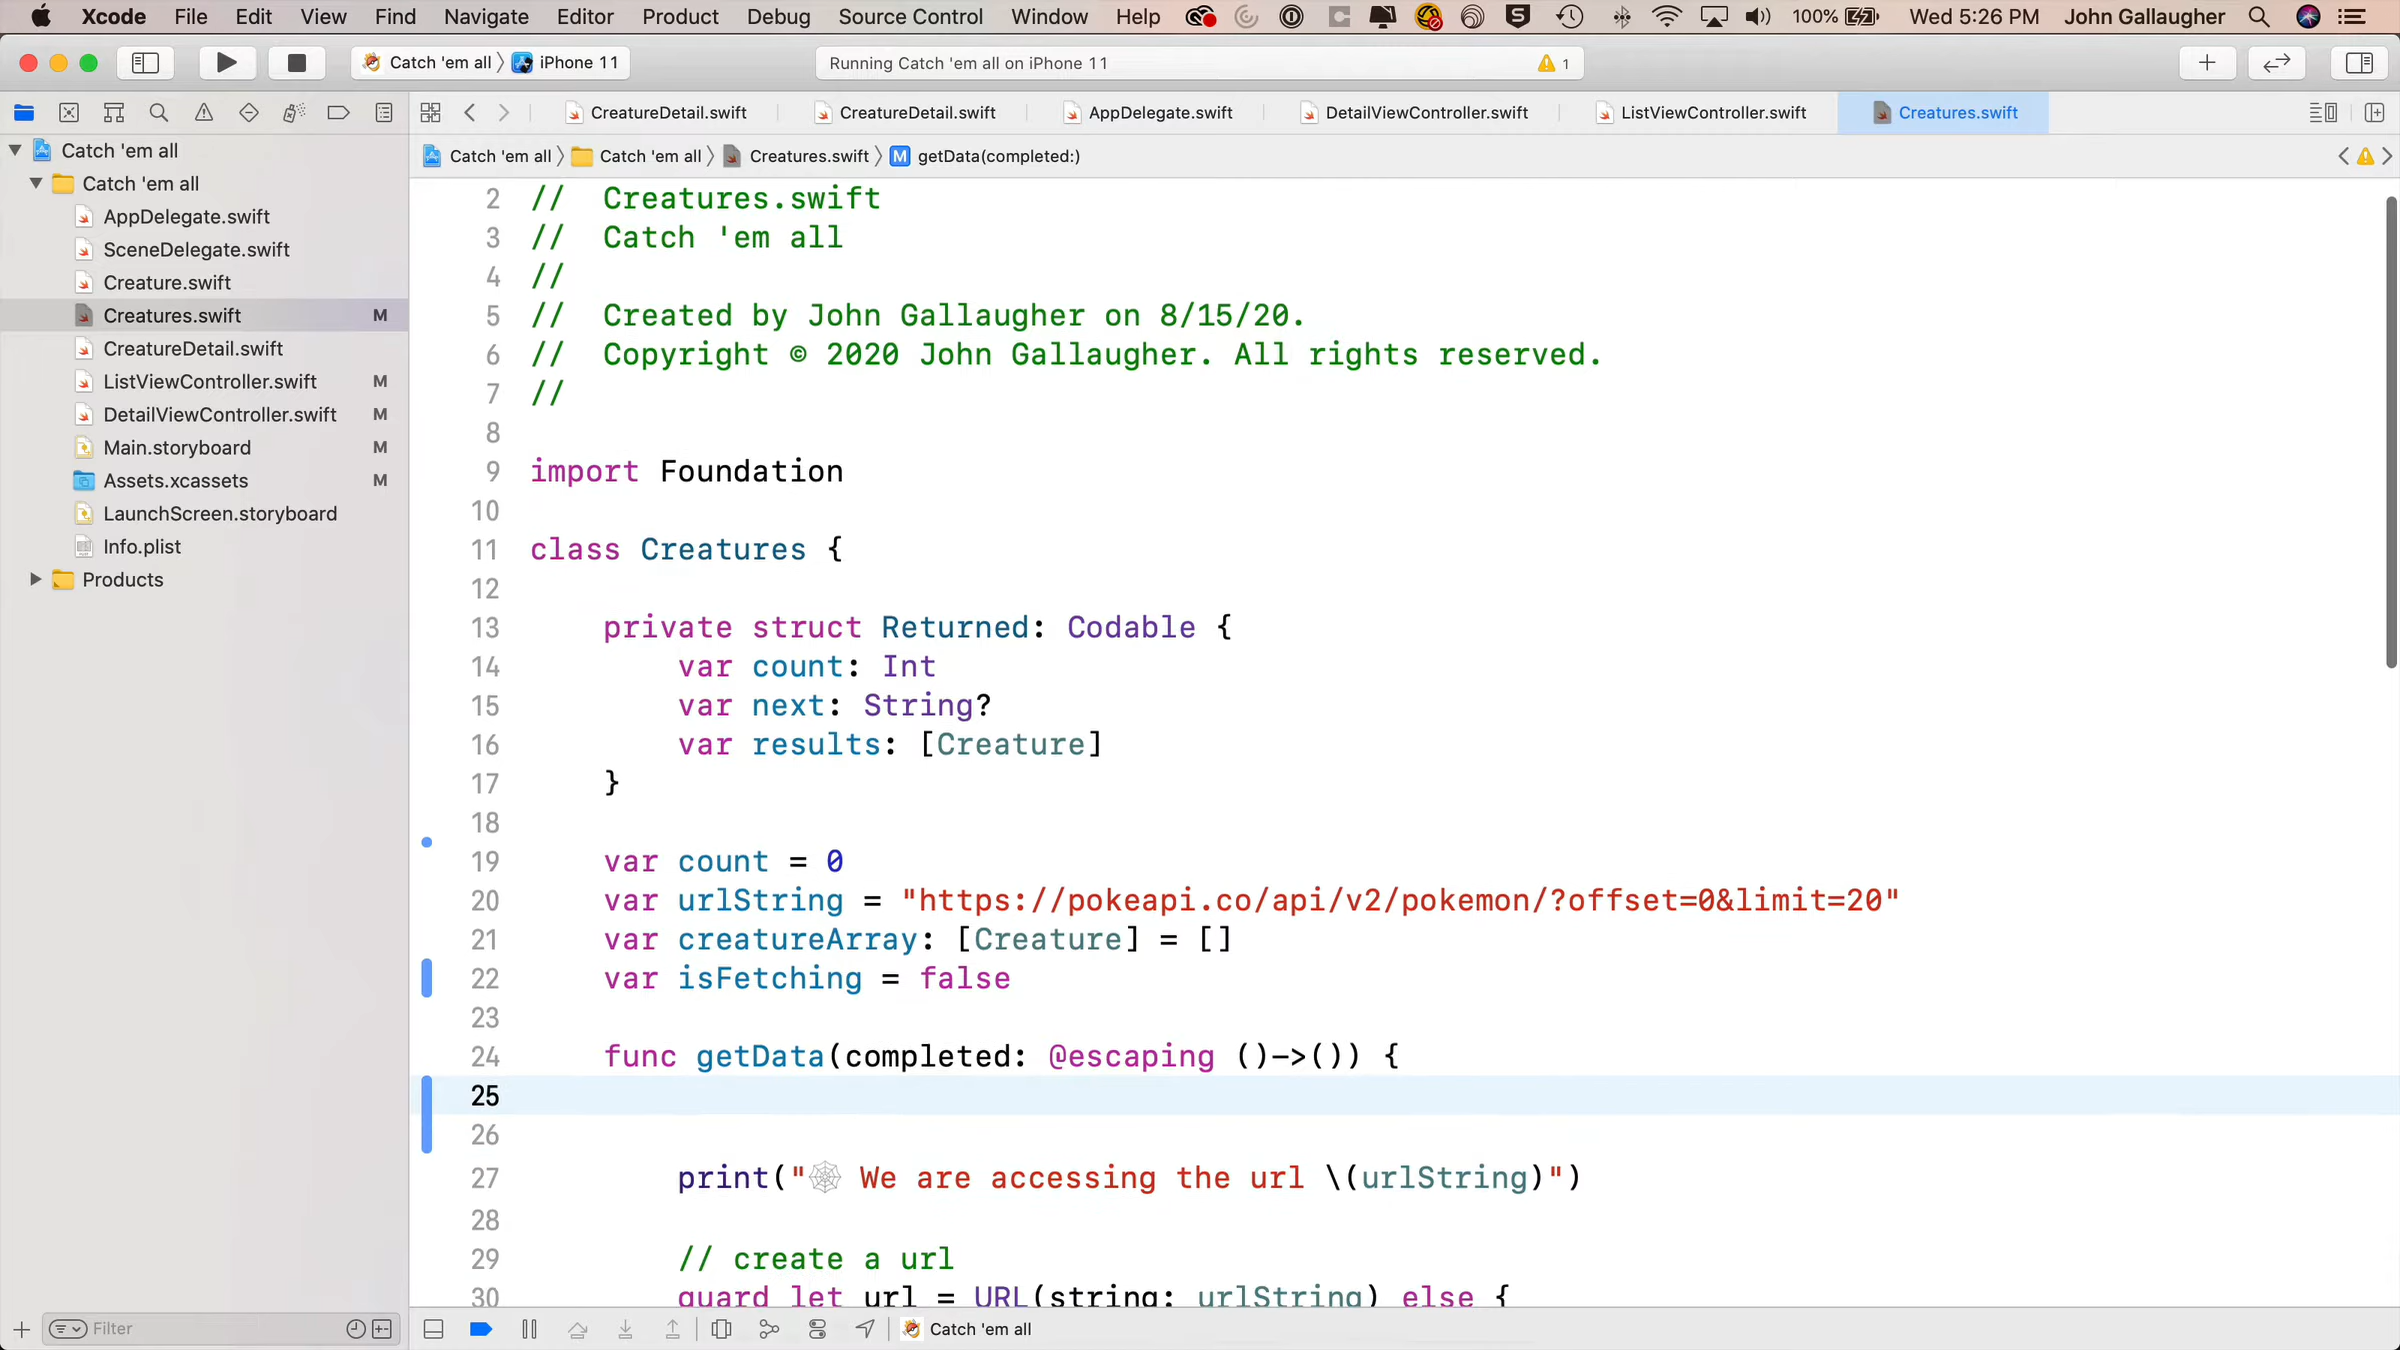 Xcode File Edit View Find Navigate Editor Product Debug Source Control Window Help 100% Wed 5:26 PM John Gallaugher
Catch 'em all iPhone 11 Running Catch 'em all on iPhone 11 1
CreatureDetail.swift CreatureDetail.swift AppDelegate.swift DetailViewController.swift ListViewController.swift Creatures.swift
Catch 'em all Catch 'em all Creatures.swift M getData(completed:)
Catch 'em all
Catch 'em all
AppDelegate.swift
SceneDelegate.swift
Creature.swift
Creatures.swift M
CreatureDetail.swift
ListViewController.swift M
DetailViewController.swift M
Main.storyboard M
Assets.xcassets M
LaunchScreen.storyboard
Info.plist
Products
2 // Creatures.swift
3 // Catch 'em all
4 //
5 // Created by John Gallaugher on 8/15/20.
6 // Copyright © 2020 John Gallaugher. All rights reserved.
7 //
8
9 import Foundation
10
11 class Creatures {
12
13 private struct Returned: Codable {
14 var count: Int
15 var next: String?
16 var results: [Creature]
17 }
18
19 var count = 0
20 var urlString = "https://pokeapi.co/api/v2/pokemon/?offset=0&limit=20"
21 var creatureArray: [Creature] = []
22 var isFetching = false
23
24 func getData(completed: @escaping ()->()) {
25
26
27 print("🕸 We are accessing the url \(urlString)")
28
29 // create a url
30 guard let url = URL(string: urlString) else {
Filter
Catch 'em all